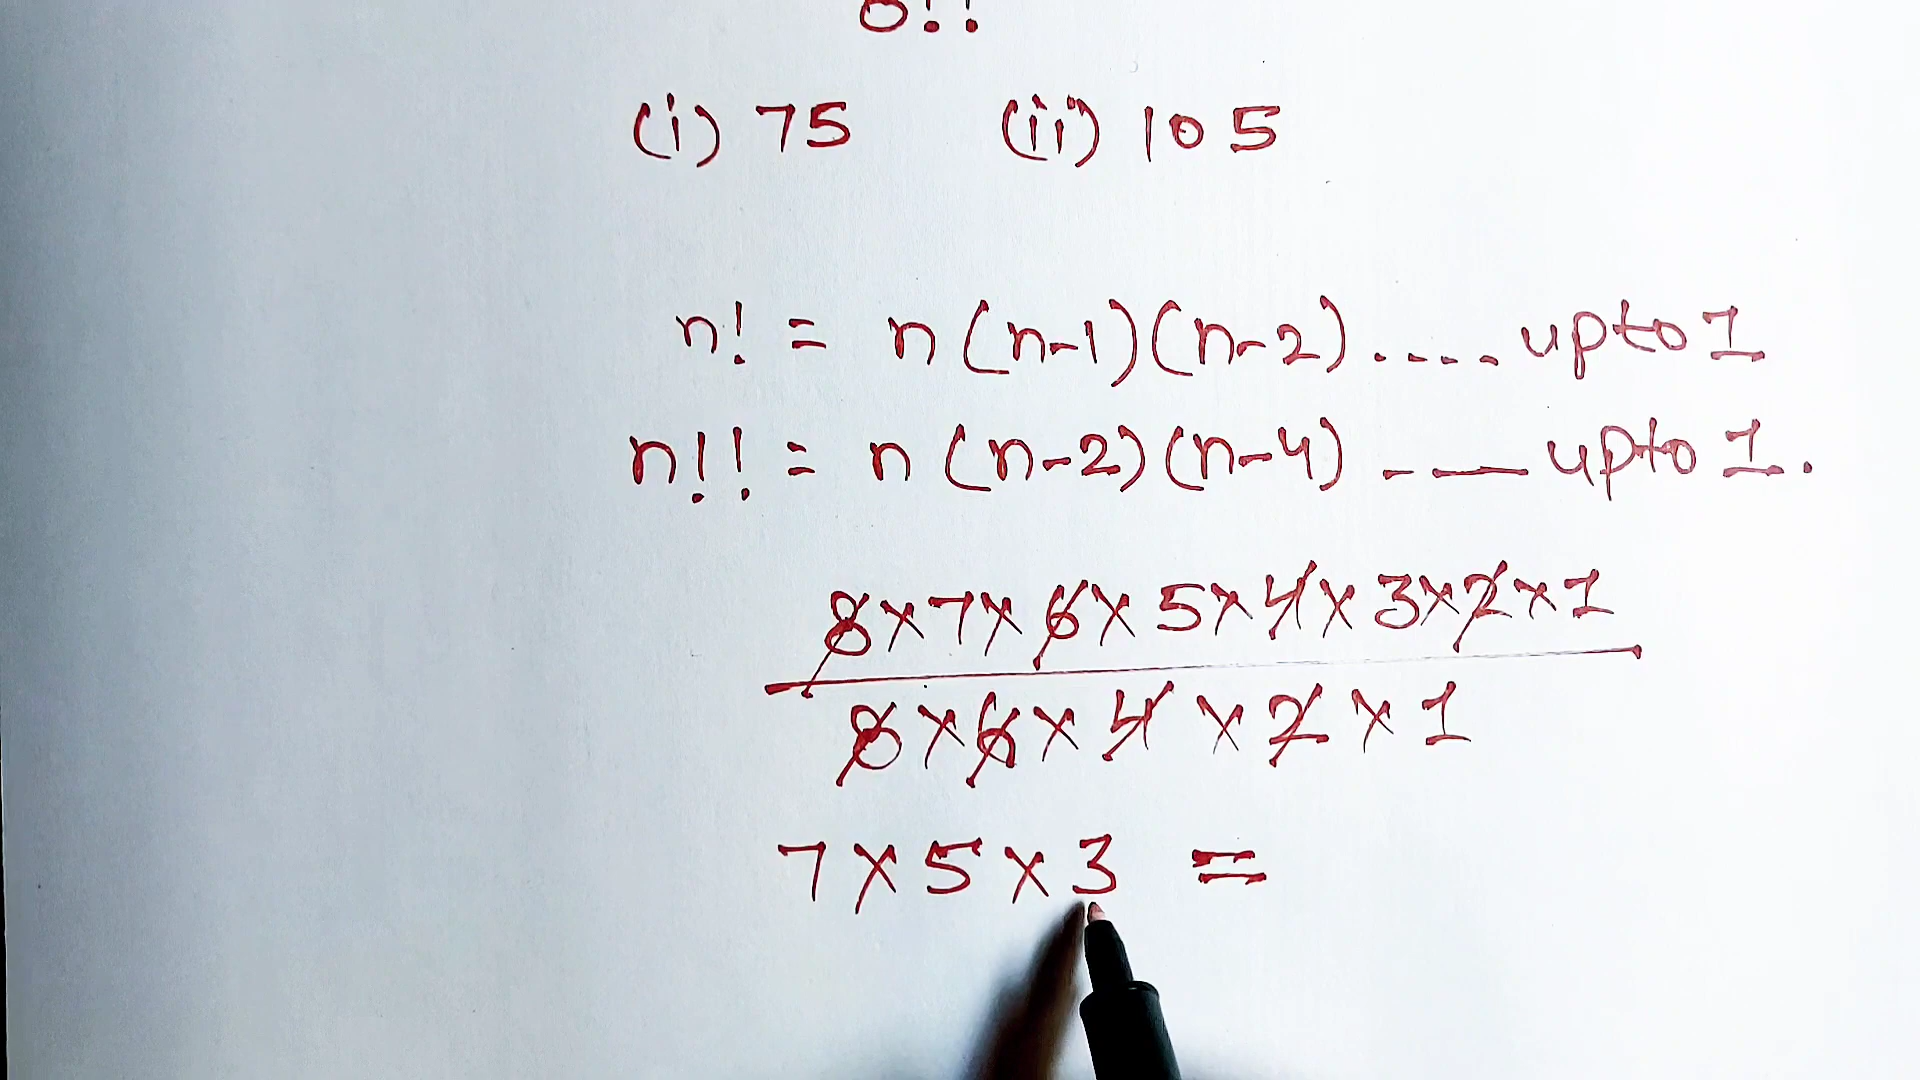 8!!
(i) 75 (ii) 105
n! = n(n-1)(n-2).... upto 1
n!! = n(n-2)(n-4) - — upto 1.
8×7×6×5×4×3×2×1
8×6×4×2×1
7×5×3 =